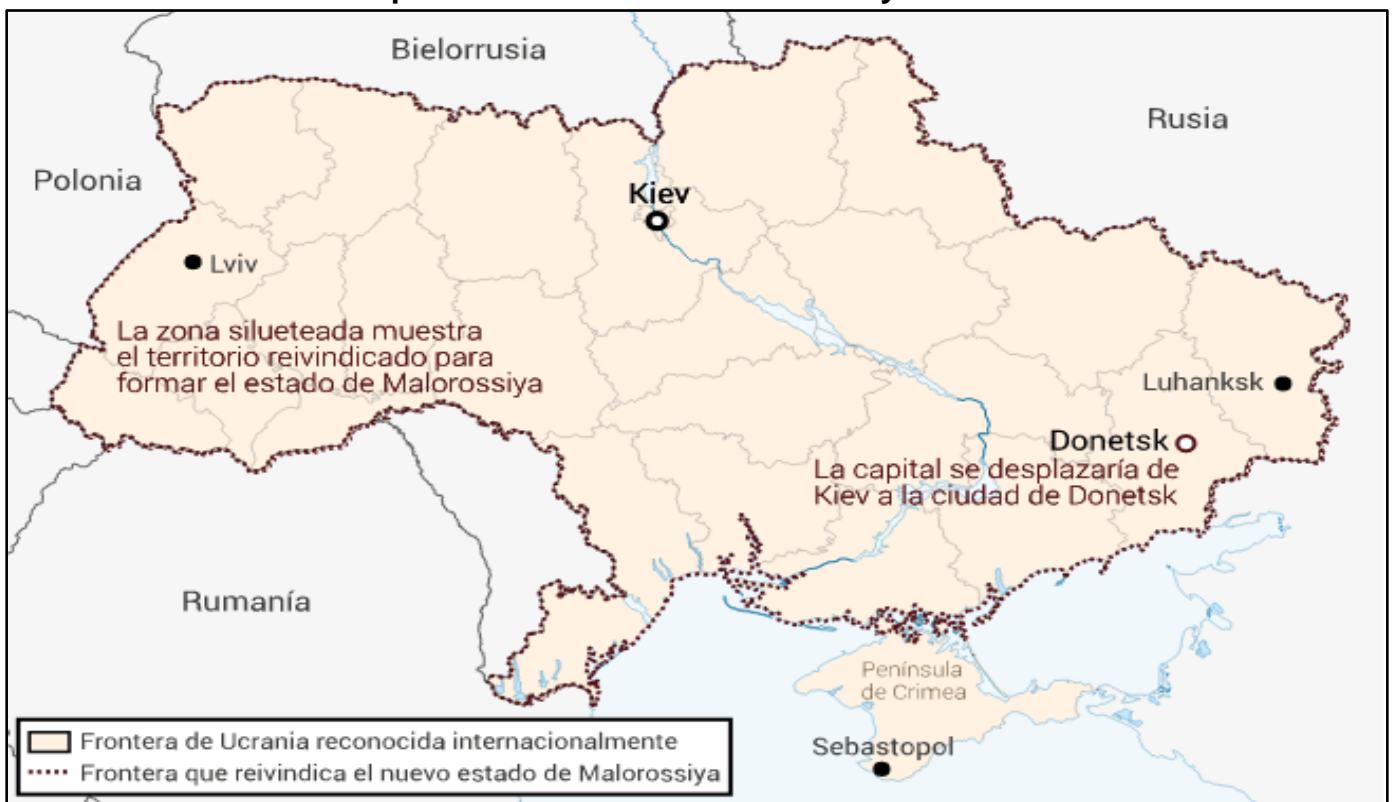 Bielorrusia
Rusia
Polonia
Kiev
Lviv
La zona silueteada muestra
el territorio reivindicado para
formar el estado de Malorossiya
Luhanksk
Donetsk
La capital se desplazaría de
Kiev a la ciudad de Donetsk
Rumanía
Península
de Crimea
Sebastopol
Frontera de Ucrania reconocida internacionalmente
Frontera que reivindica el nuevo estado de Malorossiya